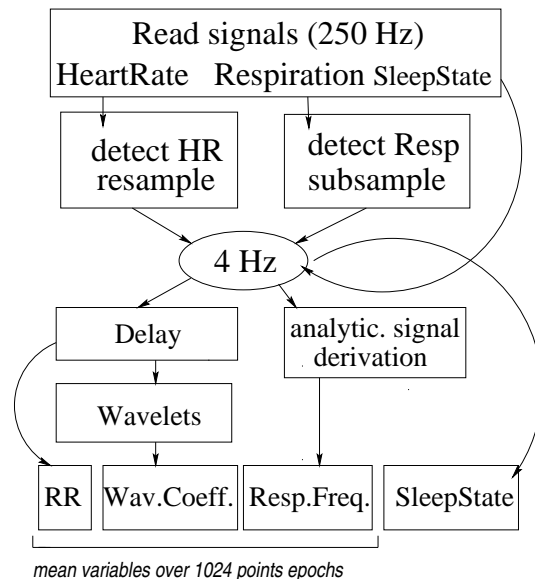 Read signals (250 Hz)
HeartRate Respiration SleepState
detect HR
resample
detect Resp
subsample
4 Hz
Delay
analytic. signal
derivation
Wavelets
RR
Wav.Coeff.
Resp.Freq.
SleepState
mean variables over 1024 points epochs